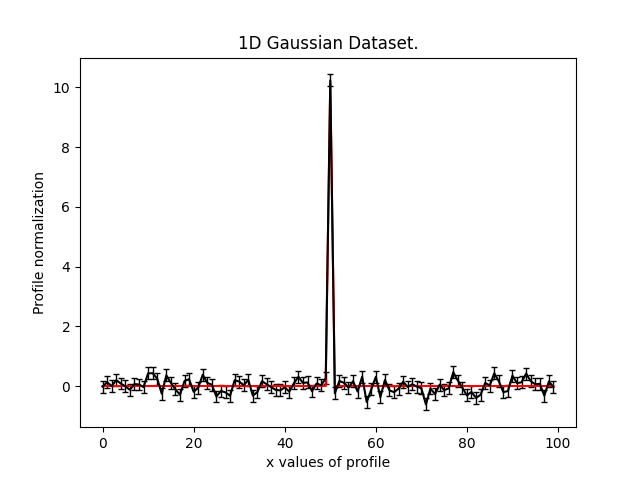 1D Gaussian Dataset.
Profile normalization
10
8
6
4
2
0
0 20 40 60 80 100
x values of profile